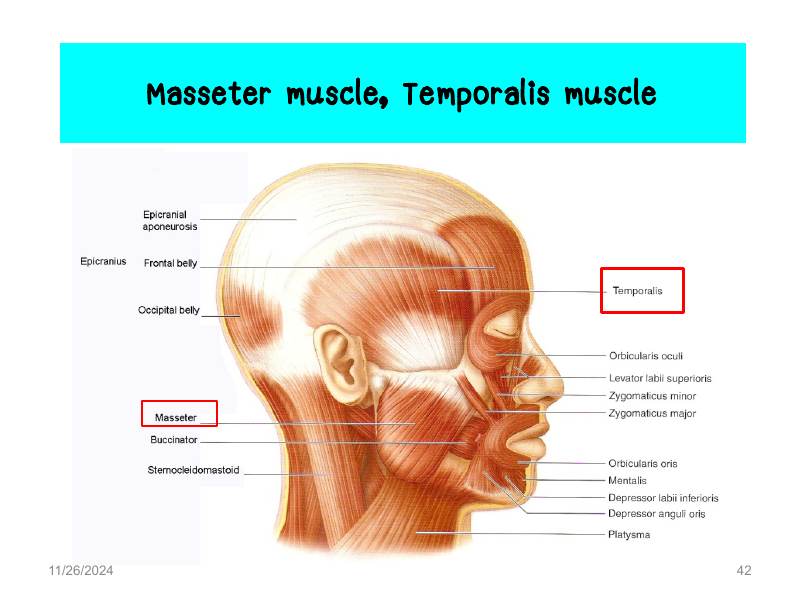 Masseter muscle, Temporalis muscle
Epicranial
aponeurosis
Epicranius
Frontal belly
Occipital belly
Masseter
Buccinator
Sternocleidomastoid
Temporalis
Orbicularis oculi
Levator labii superioris
Zygomaticus minor
Zygomaticus major
Orbicularis oris
Mentalis
Depressor labii inferioris
Depressor anguli oris
Platysma
11/26/2024
42